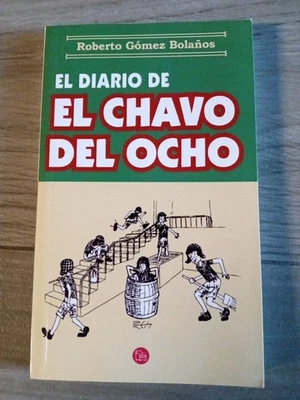 Roberto Gómez Bolaños
EL DIARIO DE
EL CHAVO
DEL OCHO